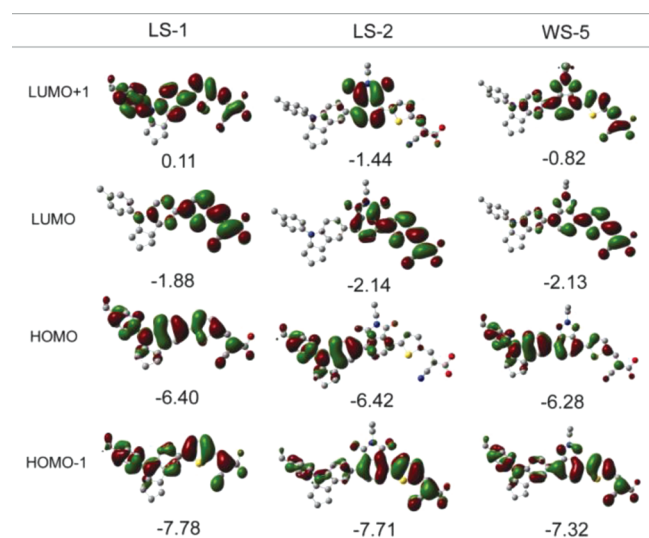 LS-1 LS-2 WS-5
LUMO+1
0.11 -1.44 -0.82
LUMO
-1.88 -2.14 -2.13
HOMO
-6.40 -6.42 -6.28
HOMO-1
-7.78 -7.71 -7.32